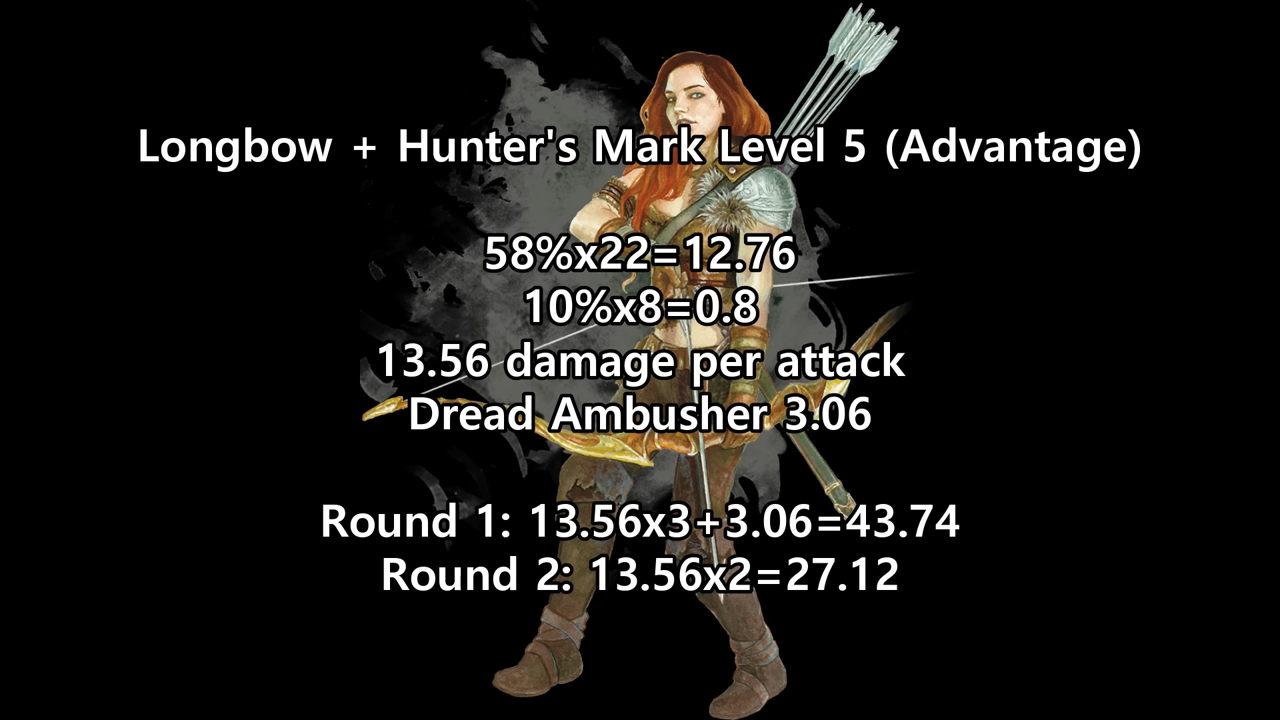 Longbow + Hunter's Mark Level 5 (Advantage)
58%x22=12.76
10%x8=0.8
13.56 damage per attack
Dread Ambusher 3.06
Round 1: 13.56x3+3.06=43.74
Round 2: 13.56x2=27.12